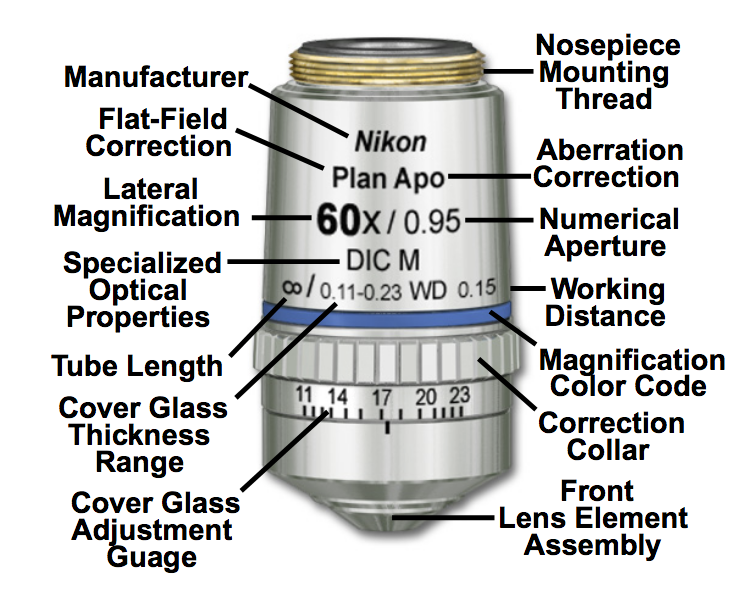 Manufacturer
Flat-Field
Correction
Lateral
Magnification
Specialized
Optical
Properties
Tube Length
Cover Glass
Thickness
Range
Cover Glass
Adjustment
Guage
Nikon
Plan Apo
60x / 0.95
DIC M
∞ / 0.11-0.23 WD 0.15
11 14 17 20 23
Nosepiece
Mounting
Thread
Aberration
Correction
Numerical
Aperture
Working
Distance
Magnification
Color Code
Correction
Collar
Front
Lens Element
Assembly